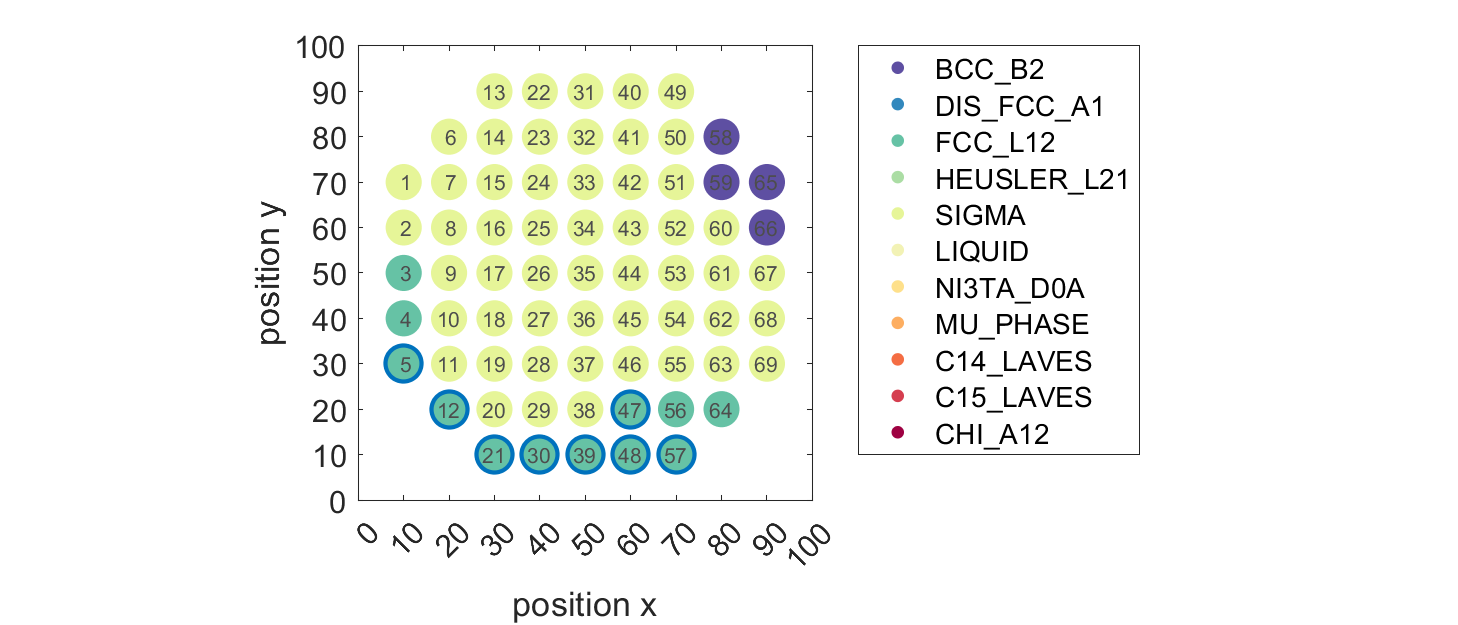 100
90 13 22 31 40 49
80 6 14 23 32 41 50 58
70 1 7 15 24 33 42 51 59 65
60 2 8 16 25 34 43 52 60 66
50 3 9 17 26 35 44 53 61 67
40 4 10 18 27 36 45 54 62 68
30 5 11 19 28 37 46 55 63 69
20 12 20 29 38 47 56 64
10 21 30 39 48 57
0
0 10 20 30 40 50 60 70 80 90 100
position x
position y
BCC_B2
DIS_FCC_A1
FCC_L12
HEUSLER_L21
SIGMA
LIQUID
NI3TA_D0A
MU_PHASE
C14_LAVES
C15_LAVES
CHI_A12